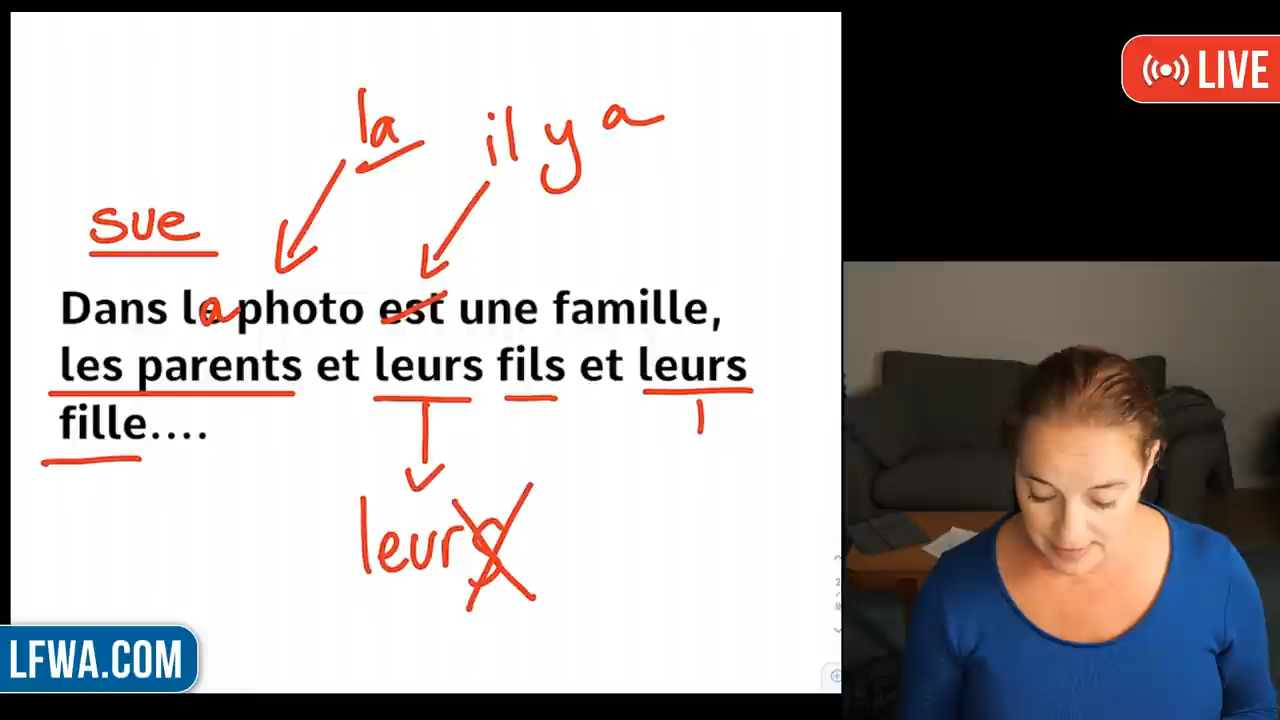 LIVE
la il y a
sue
Dans la photo est une famille,
les parents et leurs fils et leurs
fille....
leurs
LFWA.COM